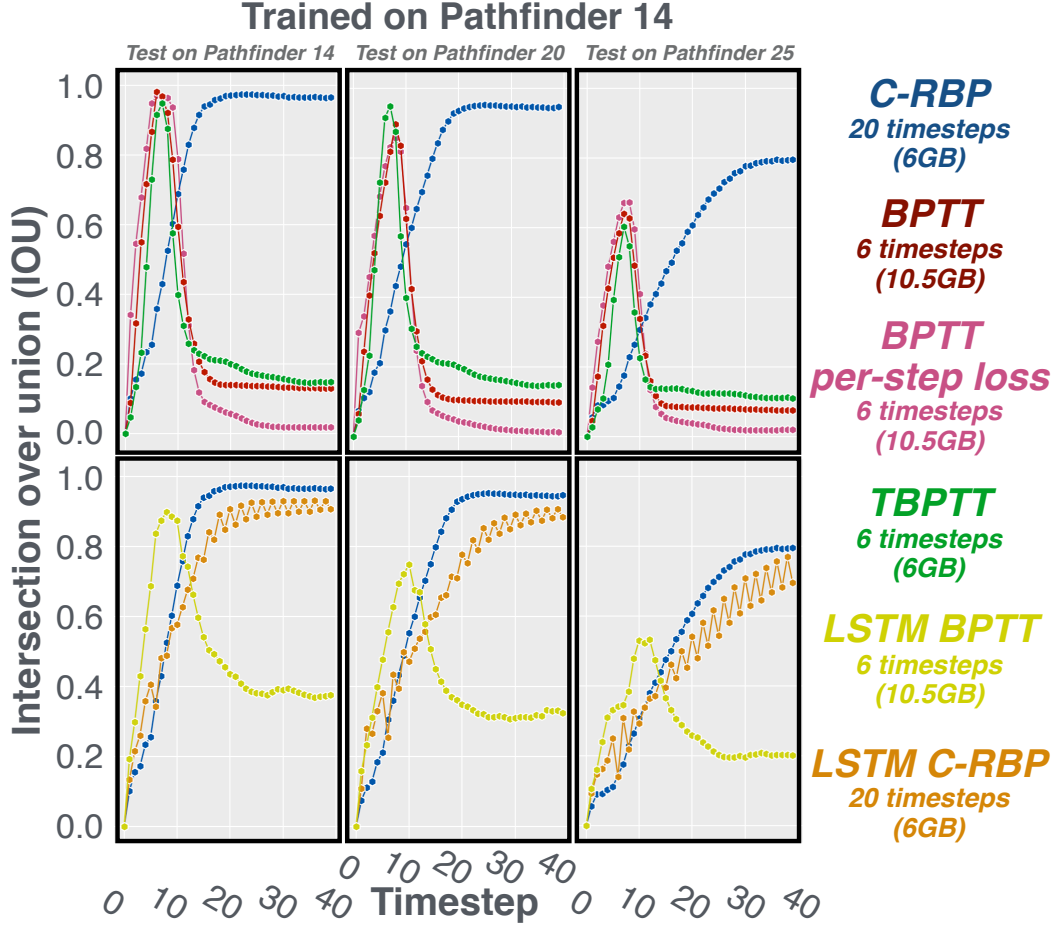 Trained on Pathfinder 14
Test on Pathfinder 14
Test on Pathfinder 20
Test on Pathfinder 25
Intersection over union (IOU)
1.0
0.8
0.6
0.4
0.2
0.0
1.0
0.8
0.6
0.4
0.2
0.0
0 10 20 30 40
0 10 20 30 40
0 10 20 30 40
Timestep
C-RBP
20 timesteps
(6GB)
BPTT
6 timesteps
(10.5GB)
BPTT
per-step loss
6 timesteps
(10.5GB)
TBPTT
6 timesteps
(6GB)
LSTM BPTT
6 timesteps
(10.5GB)
LSTM C-RBP
20 timesteps
(6GB)